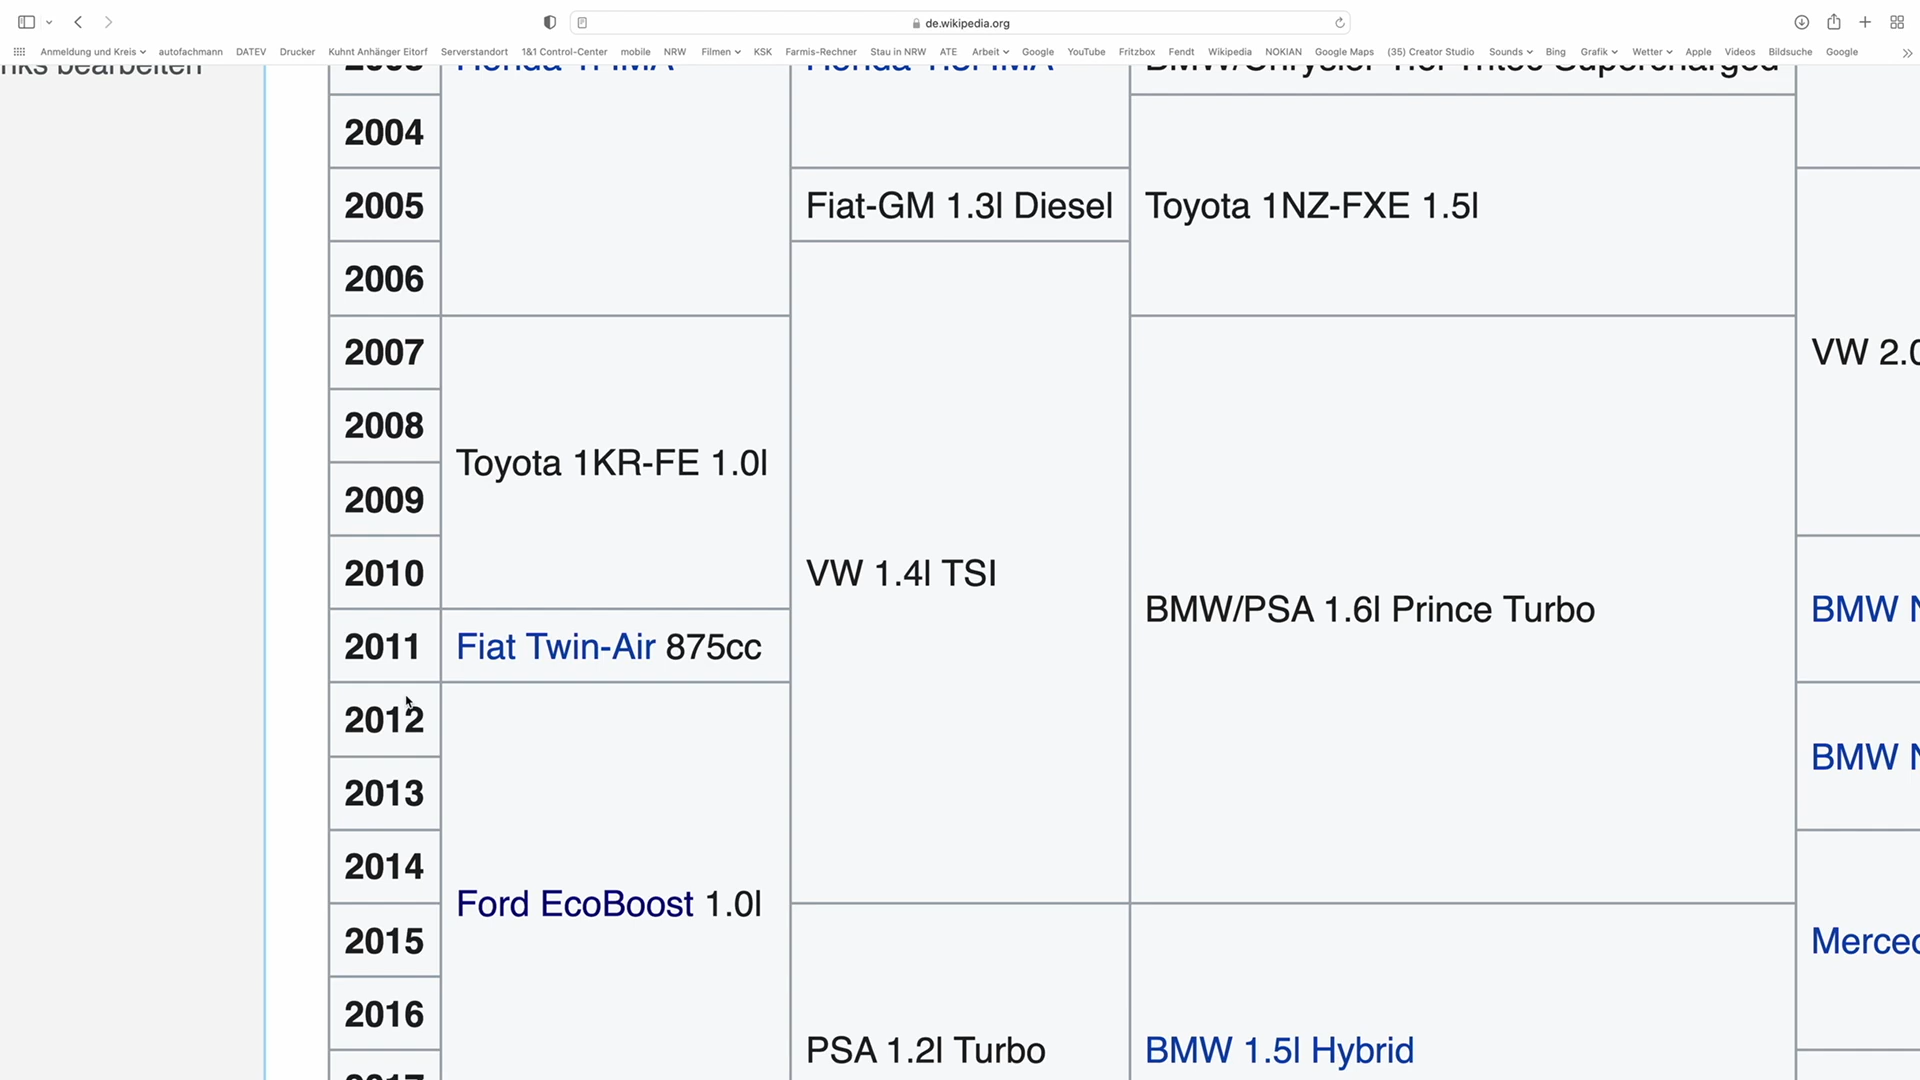 de.wikipedia.org
Anmeldung und Kreis autofachmann DATEV Drucker Kuhnt Anhänger Eitorf Serverstandort 1&1 Control-Center mobile NRW Filmen KSK Farmis-Rechner Stau in NRW ATE Arbeit Google YouTube Fritzbox Fendt Wikipedia NOKIAN Google Maps (35) Creator Studio Sounds Bing Grafik Wetter Apple Videos Bildsuche Google
bearbeiten
2004
2005 Fiat-GM 1.3l Diesel Toyota 1NZ-FXE 1.5l
2006
2007 VW 2.0
2008
Toyota 1KR-FE 1.0l
2009
2010 VW 1.4l TSI
BMW/PSA 1.6l Prince Turbo BMW N
2011 Fiat Twin-Air 875cc
2012
BMW N
2013
2014
Ford EcoBoost 1.0l
2015 Merced
2016
PSA 1.2l Turbo BMW 1.5l Hybrid